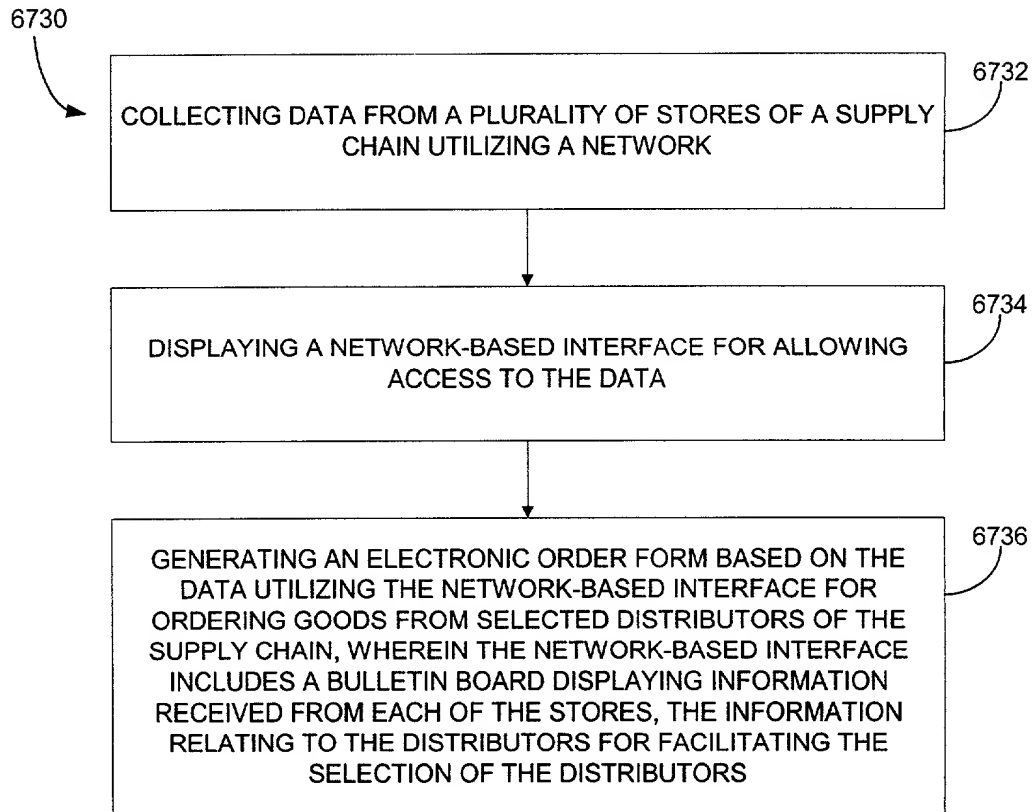 6730
6732
COLLECTING DATA FROM A PLURALITY OF STORES OF A SUPPLY
CHAIN UTILIZING A NETWORK
6734
DISPLAYING A NETWORK-BASED INTERFACE FOR ALLOWING
ACCESS TO THE DATA
6736
GENERATING AN ELECTRONIC ORDER FORM BASED ON THE
DATA UTILIZING THE NETWORK-BASED INTERFACE FOR
ORDERING GOODS FROM SELECTED DISTRIBUTORS OF THE
SUPPLY CHAIN, WHEREIN THE NETWORK-BASED INTERFACE
INCLUDES A BULLETIN BOARD DISPLAYING INFORMATION
RECEIVED FROM EACH OF THE STORES, THE INFORMATION
RELATING TO THE DISTRIBUTORS FOR FACILITATING THE
SELECTION OF THE DISTRIBUTORS